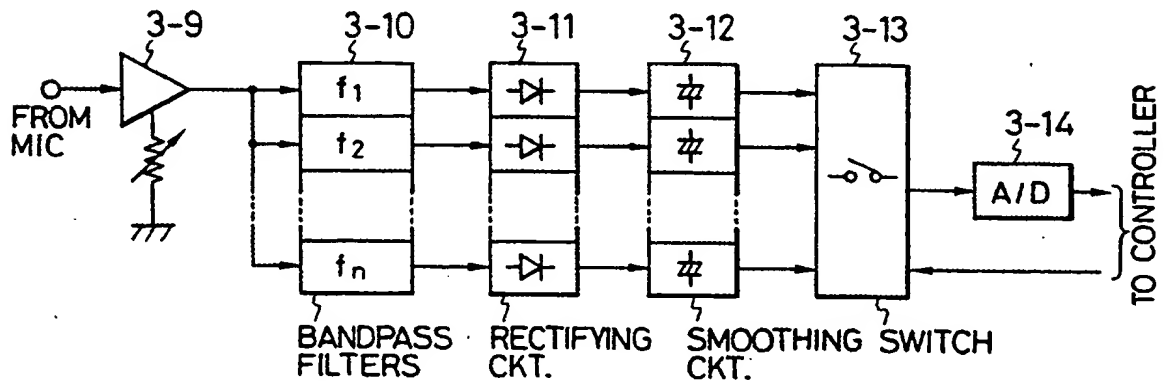 3-9
3-10
3-11
3-12
3-13
3-14
FROM
MIC
f1
f2
fn
A/D
TO CONTROLLER
BANDPASS
FILTERS
RECTIFYING
CKT.
SMOOTHING
CKT.
SWITCH